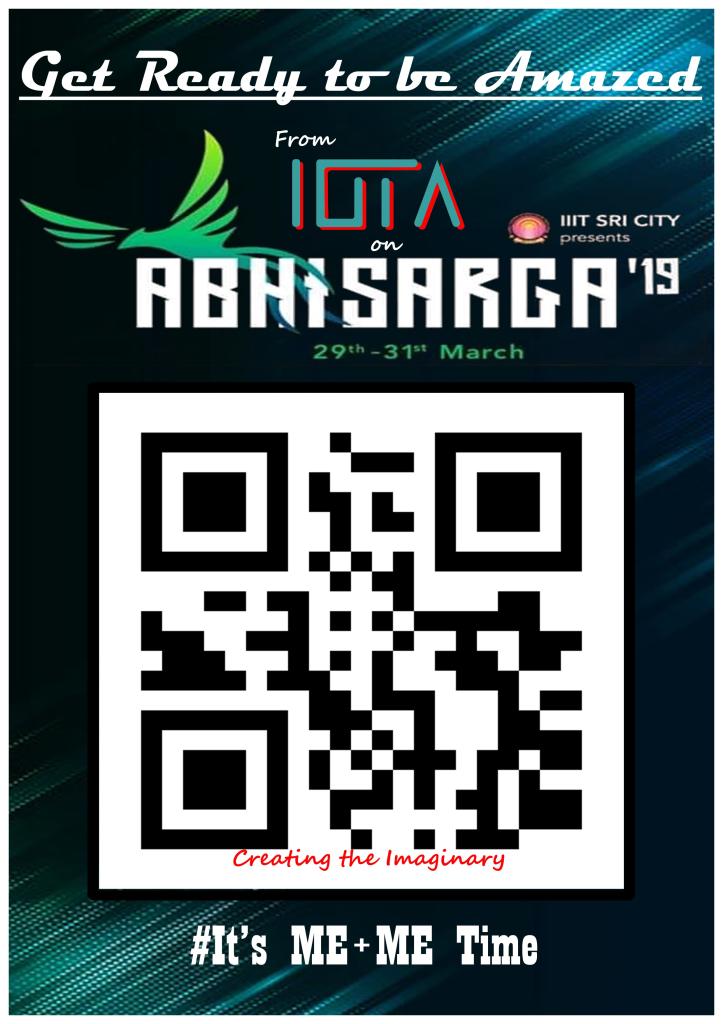 Get Ready to be Amazed
From
IOTA
on
IIIT SRI CITY
presents
ABHISARGA '19
29th - 31st March
Creating the Imaginary
#It's ME + ME Time